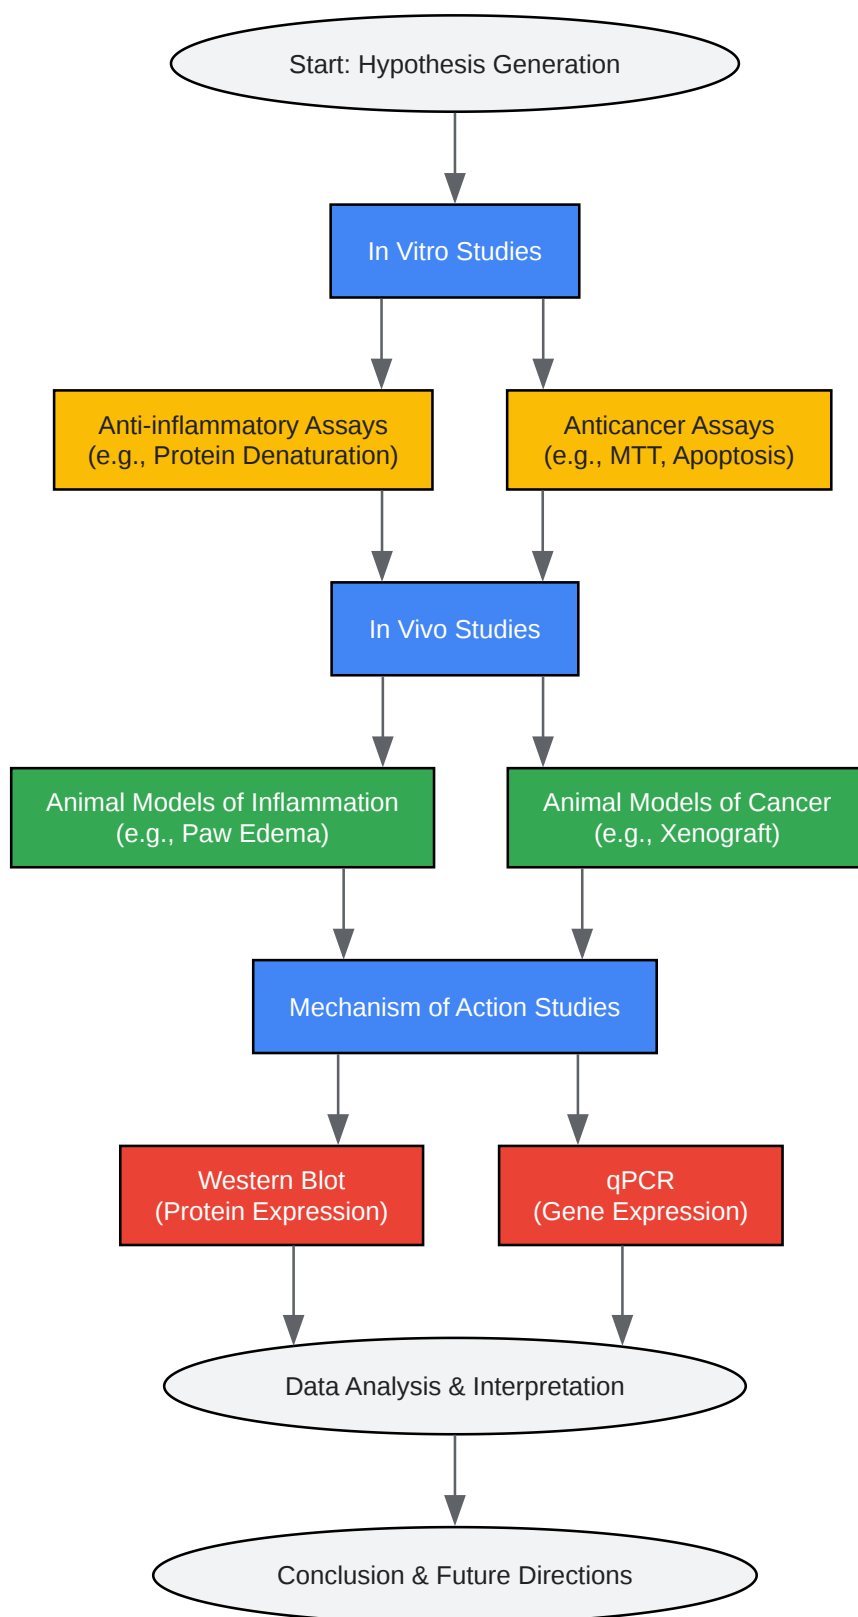 Start: Hypothesis Generation
In Vitro Studies
Anti-inflammatory Assays
(e.g., Protein Denaturation)
Anticancer Assays
(e.g., MTT, Apoptosis)
In Vivo Studies
Animal Models of Inflammation
(e.g., Paw Edema)
Animal Models of Cancer
(e.g., Xenograft)
Mechanism of Action Studies
Western Blot
(Protein Expression)
qPCR
(Gene Expression)
Data Analysis & Interpretation
Conclusion & Future Directions